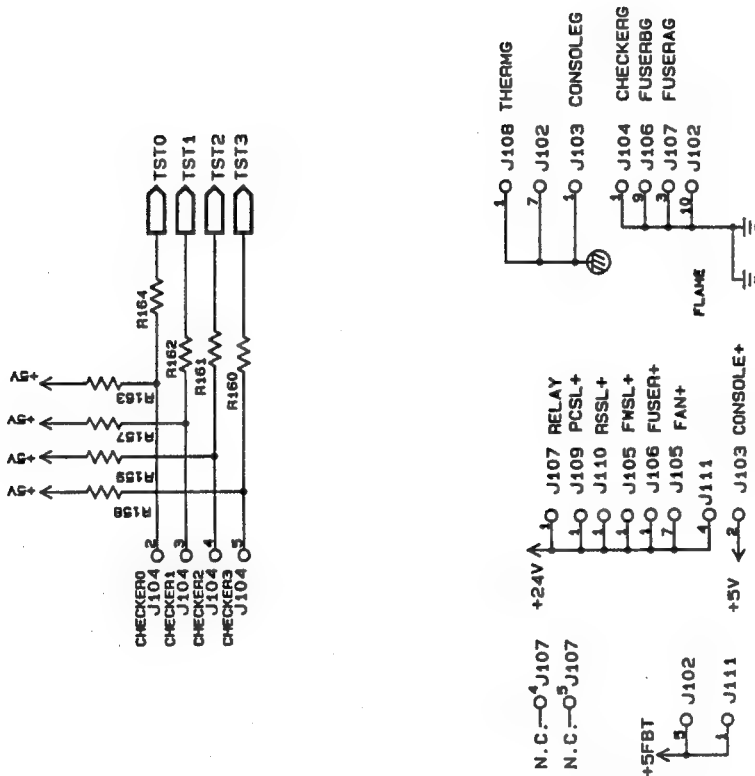 +5V
+5V
+5V
+5V
R163
R157
R159
R158
R164
R162
R161
R160
TST0
TST1
TST2
TST3
CHECKER0
J104 2
CHECKER1
J104 3
CHECKER2
J104 4
CHECKER3
J104 5
1 J108 THERMG
7 J102
1 J103 CONSOLEG
1 J104 CHECKERG
9 J106 FUSERBG
3 J107 FUSERAG
10 J102
FLAME
+24V
1 J107 RELAY
1 J109 PCSL+
1 J110 RSSL+
1 J105 FWSL+
1 J106 FUSER+
7 J105 FAN+
4 J111
+5V
2 J103 CONSOLE+
N.C. 4 J107
N.C. 5 J107
+5FBT
5 J102
1 J111